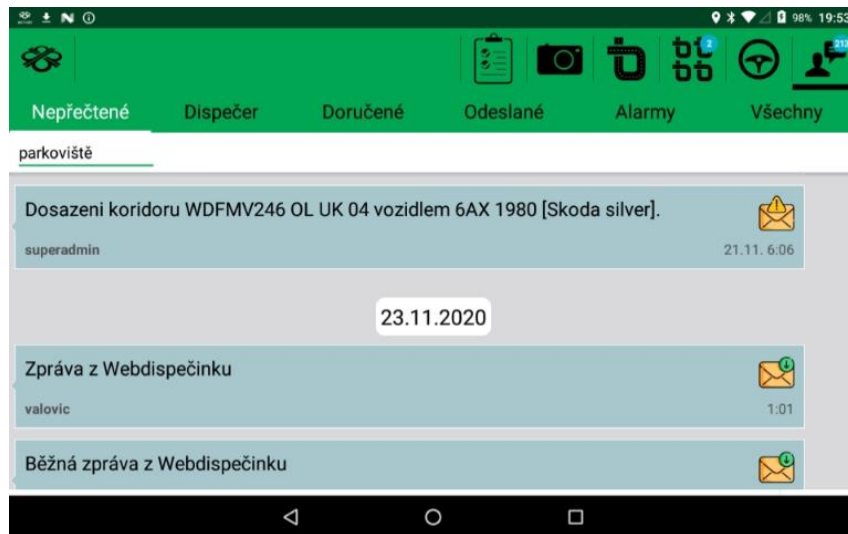 98% 19:53
2
213
Nepřečtené Dispečer Doručené Odeslané Alarmy Všechny
parkoviště
Dosazeni koridoru WDFMV246 OL UK 04 vozidlem 6AX 1980 [Skoda silver].
superadmin 21.11. 6:06
23.11.2020
Zpráva z Webdispečinku
valovic 1:01
Běžná zpráva z Webdispečinku